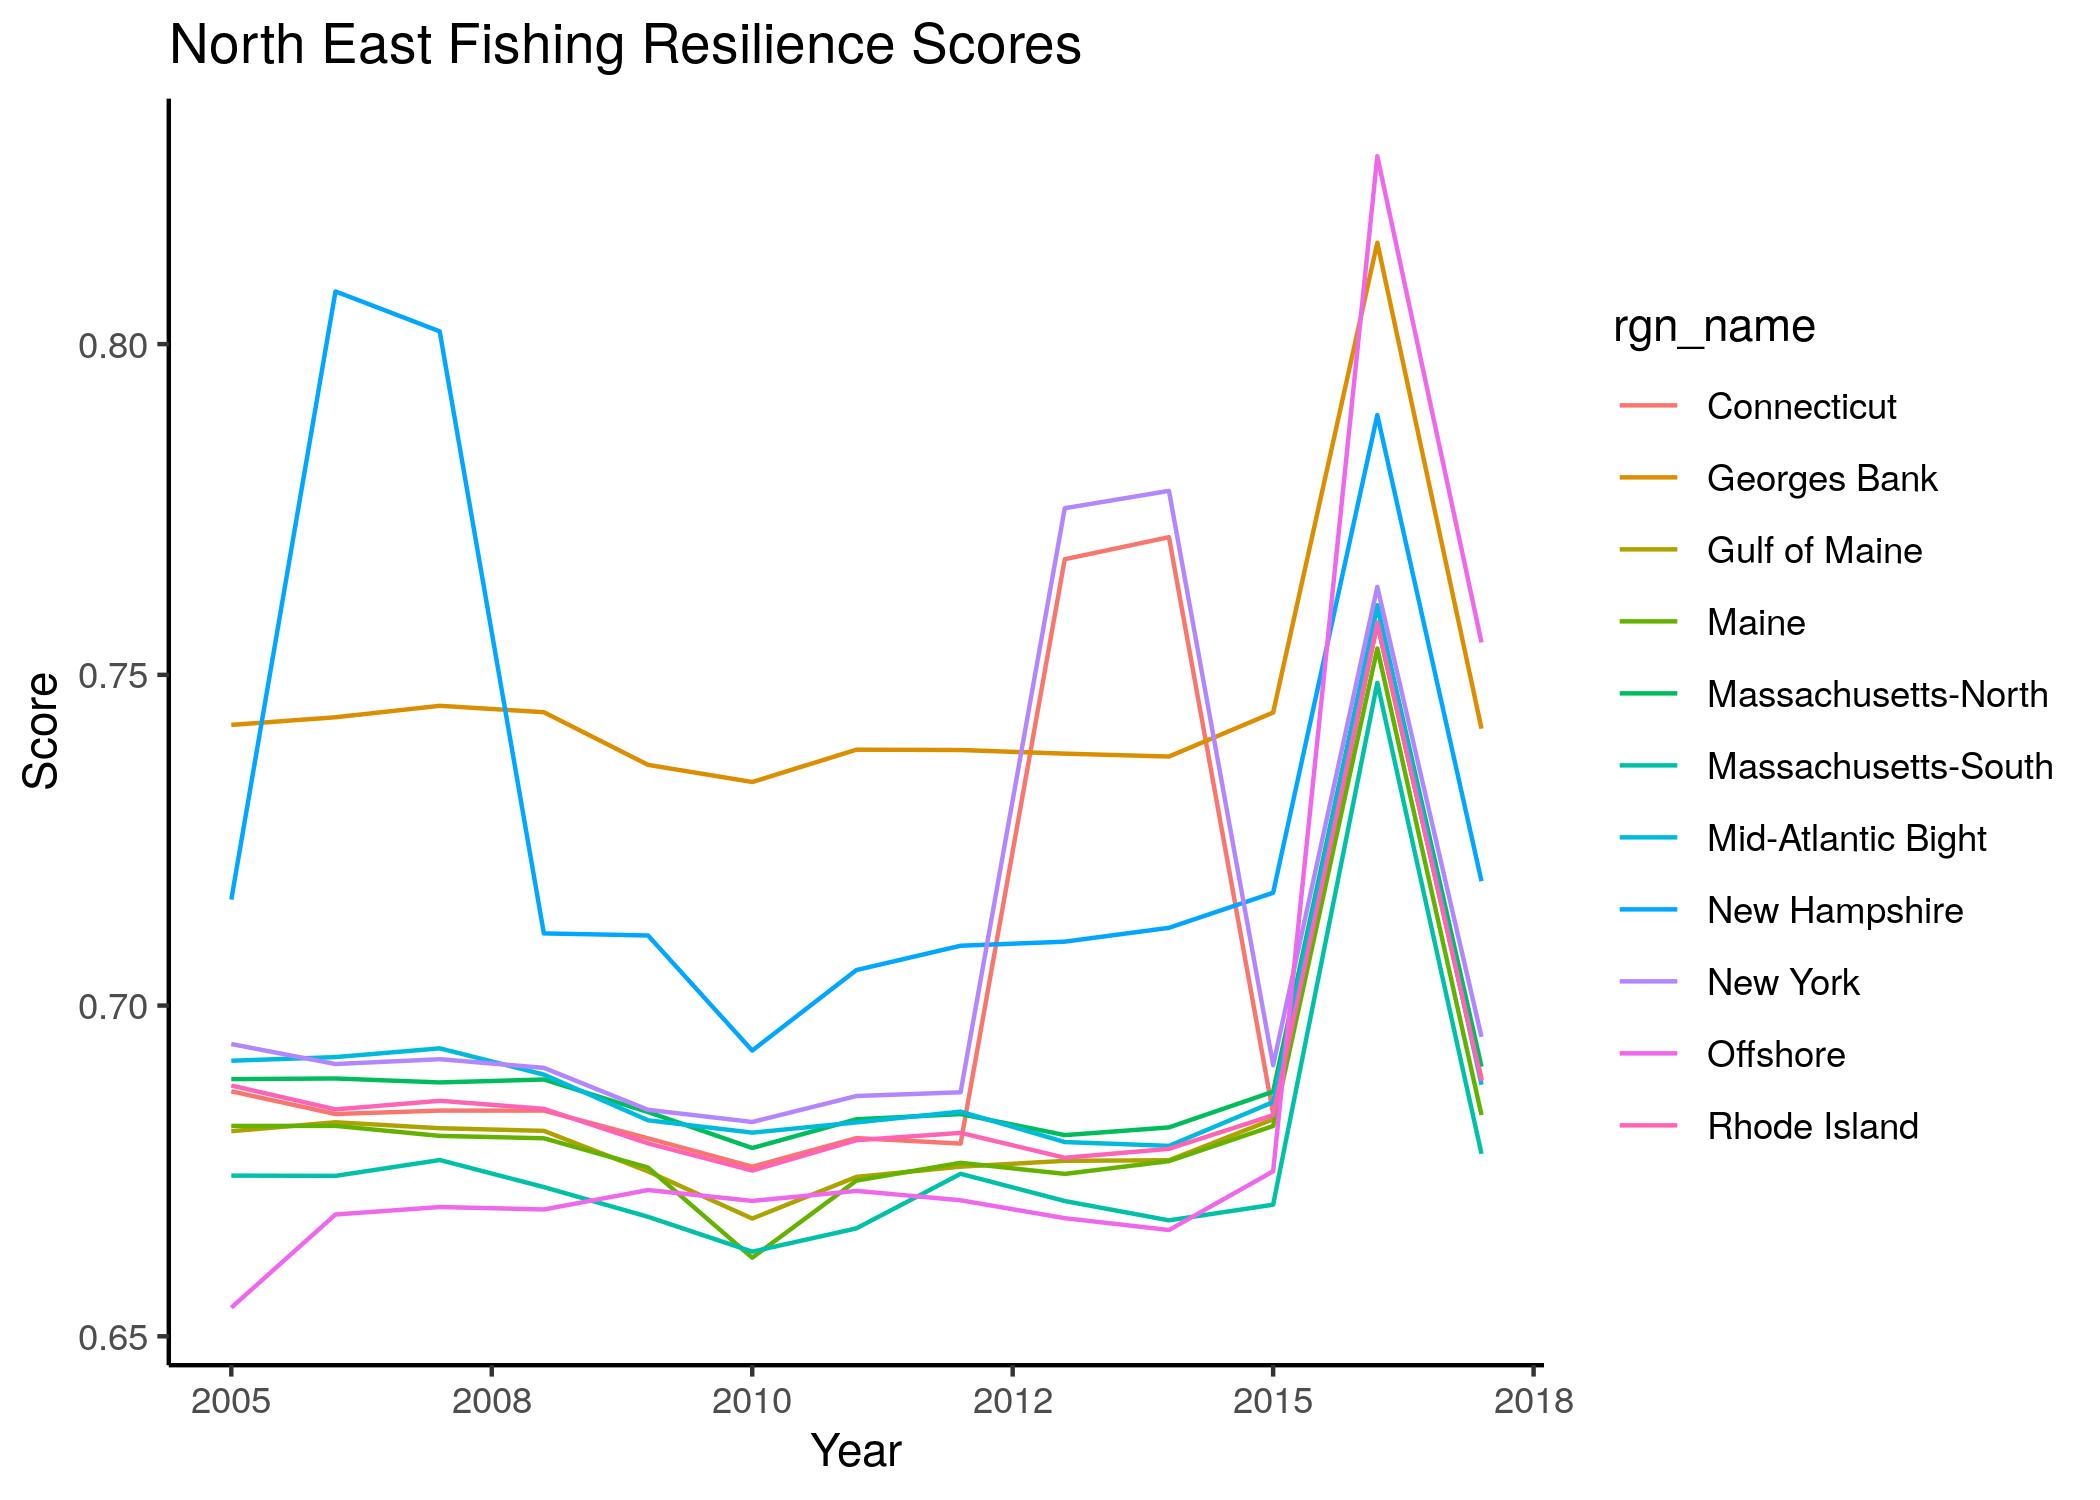 North East Fishing Resilience Scores
0.80
0.75
0.70
0.65
Score
2005 2008 2010 2012 2015 2018
Year
rgn_name
Connecticut
Georges Bank
Gulf of Maine
Maine
Massachusetts-North
Massachusetts-South
Mid-Atlantic Bight
New Hampshire
New York
Offshore
Rhode Island